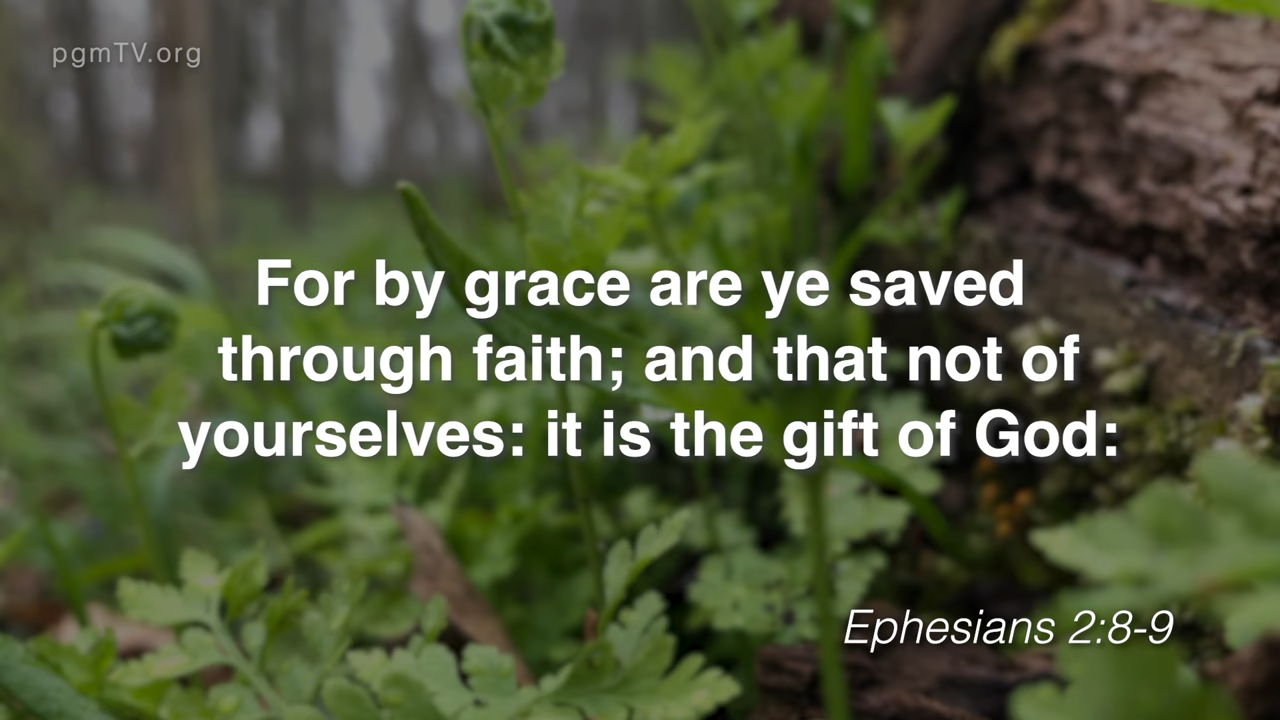 pgmTV.org
For by grace are ye saved
through faith; and that not of
yourselves: it is the gift of God:
Ephesians 2:8-9